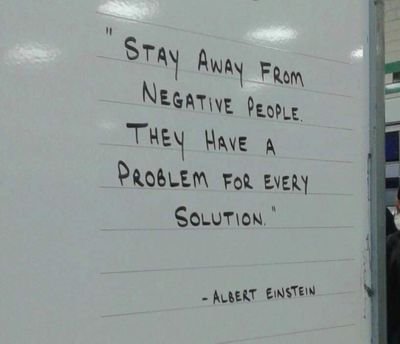 " STAY AWAY FROM
NEGATIVE PEOPLE.
THEY HAVE A
PROBLEM FOR EVERY
SOLUTION."
- ALBERT EINSTEIN